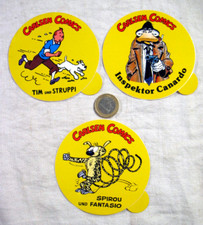 CARLSEN COMICS
TIM UND STRUPPI
CARLSEN COMICS
Inspektor Canardo
CARLSEN COMICS
SPIROU
UND FANTASIO